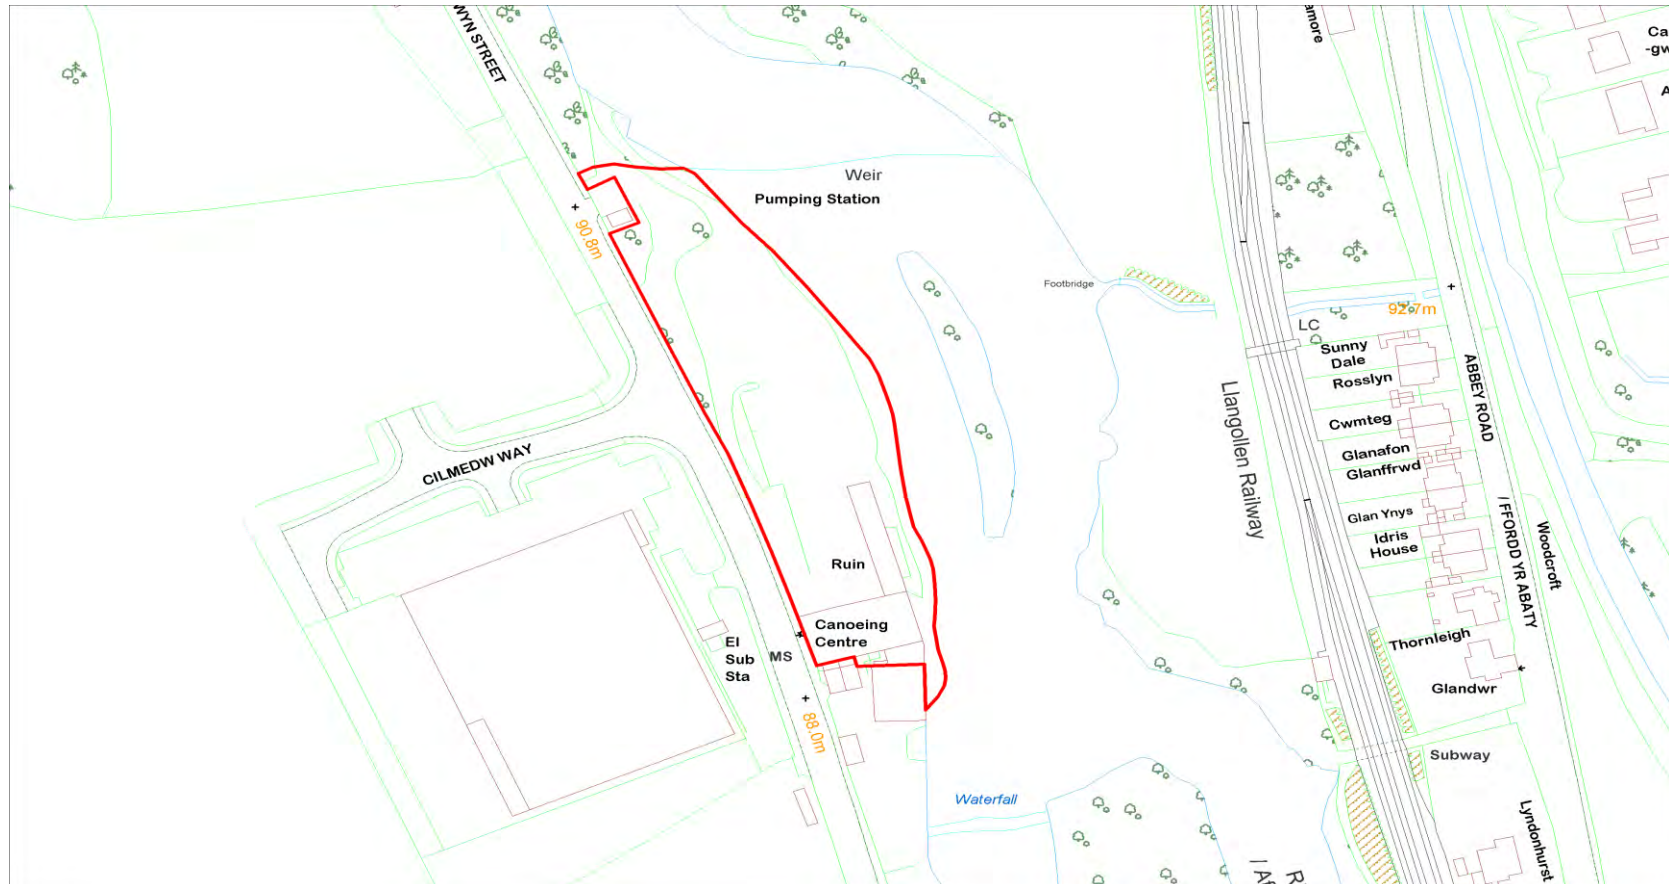 WYN STREET
amore
Ca
-gw
A
Weir
Pumping Station
90.8m
Footbridge
92.7m
LC
Sunny
Dale
Rosslyn
ABBEY ROAD
Llangollen Railway
Cwmteg
Glanafon
Glanffrwd
CILMEDW WAY
Glan Ynys
/ FFORDD YR ABATY
Woodcroft
Idris
House
Ruin
Canoeing
Centre
El
Sub
Sta
MS
Thornleigh
Glandwr
88.0m
Subway
Waterfall
Lyndonhurst
R
/ Af